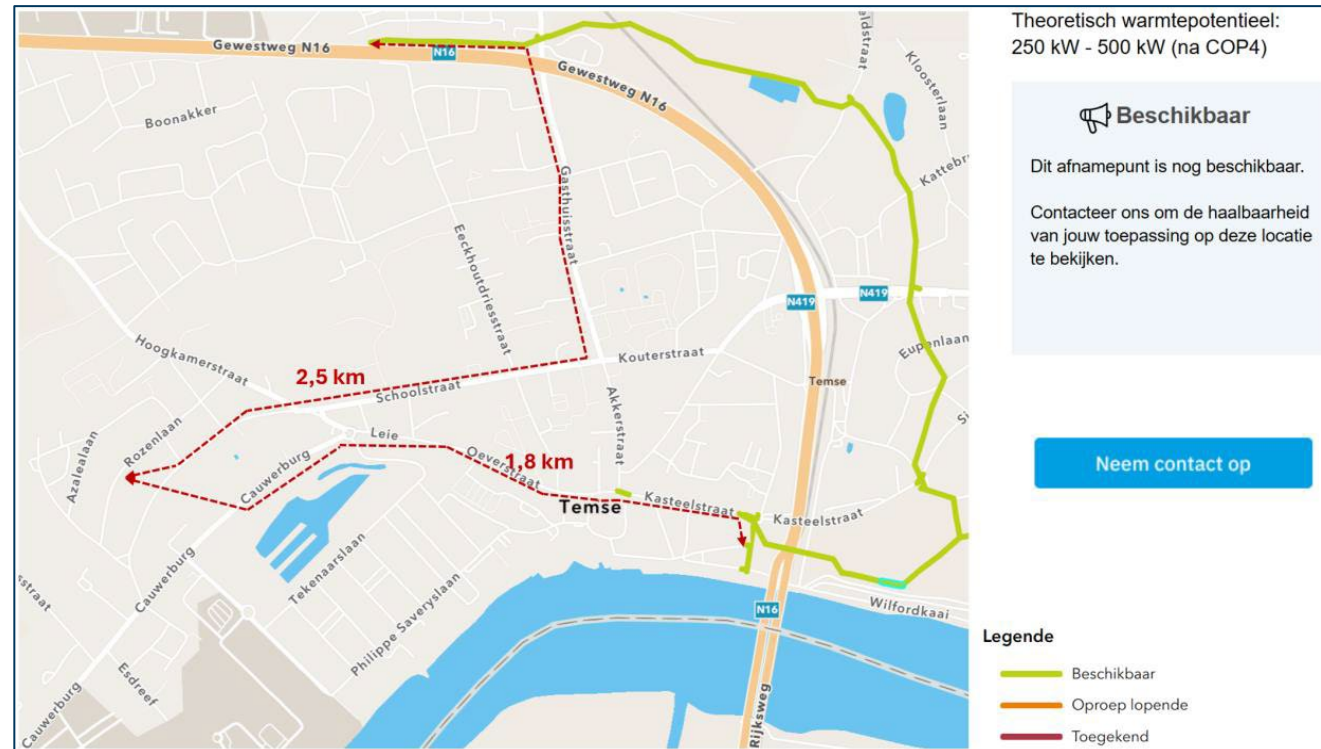 Gewestweg N16
N16
Gewestweg N16
Kloosterlaan
Boonakker
Gasthuisstraat
Eeckhoutdriesstraat
N419
N419
Hoogkamerstraat
Kouterstraat
Eupenlaan
2,5 km
Schoolstraat
Temse
Akkerstraat
Leie
Rozenlaan
Azalealaan
Oeverstraat
1,8 km
Cauwerburg
Kasteelstraat
Temse
Kasteelstraat
Tekenaarslaan
Cauwerburg
Philippe Saveryslaan
N16
Wilfordkaai
Esdreef
Cauwerburg
Rijksweg
Theoretisch warmtepotentieel:
250 kW - 500 kW (na COP4)
Beschikbaar
Dit afnamepunt is nog beschikbaar.
Contacteer ons om de haalbaarheid
van jouw toepassing op deze locatie
te bekijken.
Neem contact op
Legende
Beschikbaar
Oproep lopende
Toegekend